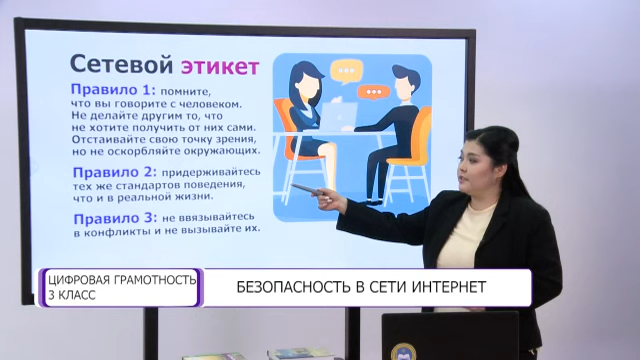 Сетевой этикет
Правило 1: помните,
что вы говорите с человеком.
Не делайте другим то, что
не хотите получить от них сами.
Отстаивайте свою точку зрения,
но не оскорбляйте окружающих.
Правило 2: придерживайтесь
тех же стандартов поведения,
что и в реальной жизни.
Правило 3: не ввязывайтесь
в конфликты и не вызывайте их.
ЦИФРОВАЯ ГРАМОТНОСТЬ
3 КЛАСС
БЕЗОПАСНОСТЬ В СЕТИ ИНТЕРНЕТ